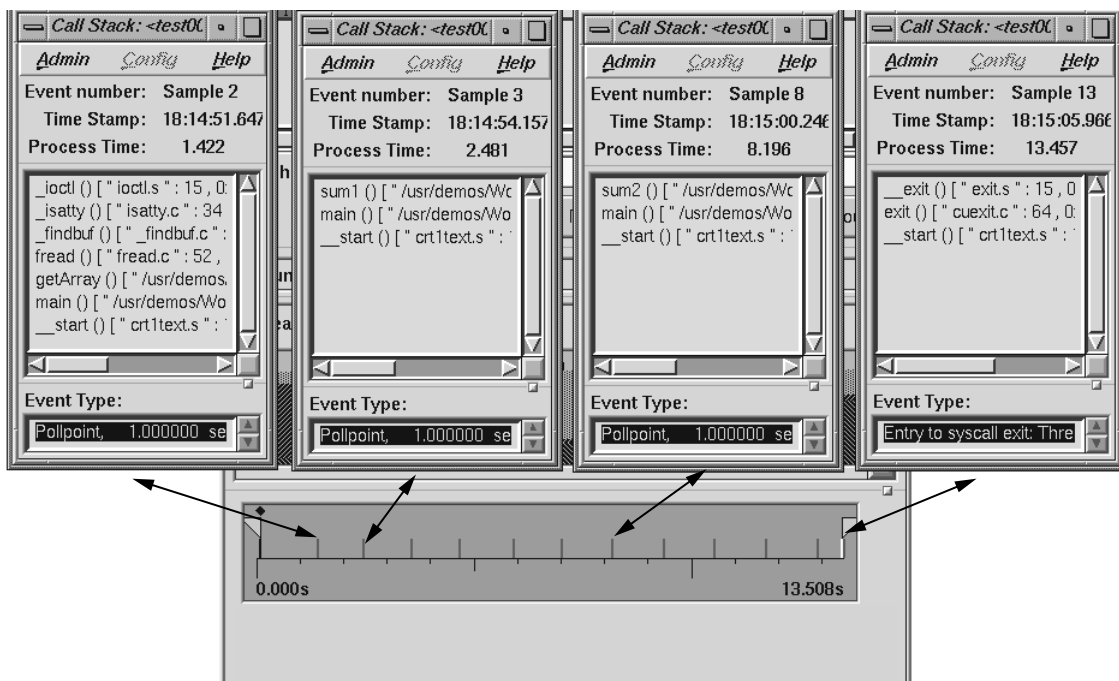 Call Stack: <test0(
Admin Config Help
Event number: Sample 2
Time Stamp: 18:14:51.647
Process Time: 1.422
_ioctl () [ " ioctl.s " : 15 , 0
_isatty () [ " isatty.c " : 34
_findbuf () [ " _findbuf.c " :
fread () [ " fread.c " : 52 ,
getArray () [ " /usr/demos/
main () [ " /usr/demos/Wo
__start () [ " crt1text.s " :
Event Type:
Pollpoint, 1.000000 se
Call Stack: <test0(
Admin Config Help
Event number: Sample 3
Time Stamp: 18:14:54.157
Process Time: 2.481
sum1 () [ " /usr/demos/Wo
main () [ " /usr/demos/Wo
__start () [ " crt1text.s " :
Event Type:
Pollpoint, 1.000000 se
Call Stack: <test0(
Admin Config Help
Event number: Sample 8
Time Stamp: 18:15:00.246
Process Time: 8.196
sum2 () [ " /usr/demos/Wo
main () [ " /usr/demos/Wo
__start () [ " crt1text.s " :
Event Type:
Pollpoint, 1.000000 se
Call Stack: <test0(
Admin Config Help
Event number: Sample 13
Time Stamp: 18:15:05.966
Process Time: 13.457
__exit () [ " exit.s " : 15 , 0
exit() [ " cuexit.c " : 64 , 0
__start () [ " crt1text.s " :
Event Type:
Entry to syscall exit: Thre
0.000s 13.508s